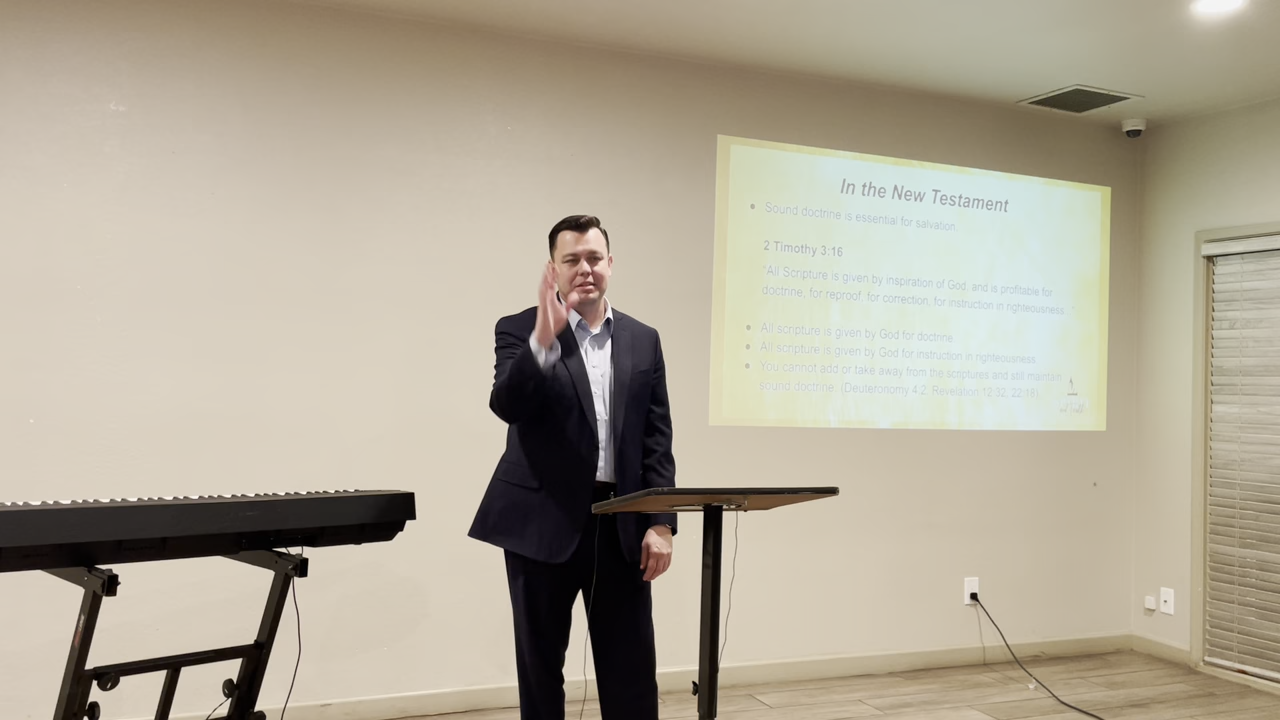 In the New Testament
• Sound doctrine is essential for salvation
2 Timothy 3:16
"All Scripture is given by inspiration of God, and is profitable for
doctrine, for reproof, for correction, for instruction in righteousness
• All scripture is given by God for doctrine
• All scripture is given by God for instruction in righteousness
• You cannot add or take away from the scriptures and still maintain
sound doctrine. (Deuteronomy 4:2, Revelation 12:32, 22:18)